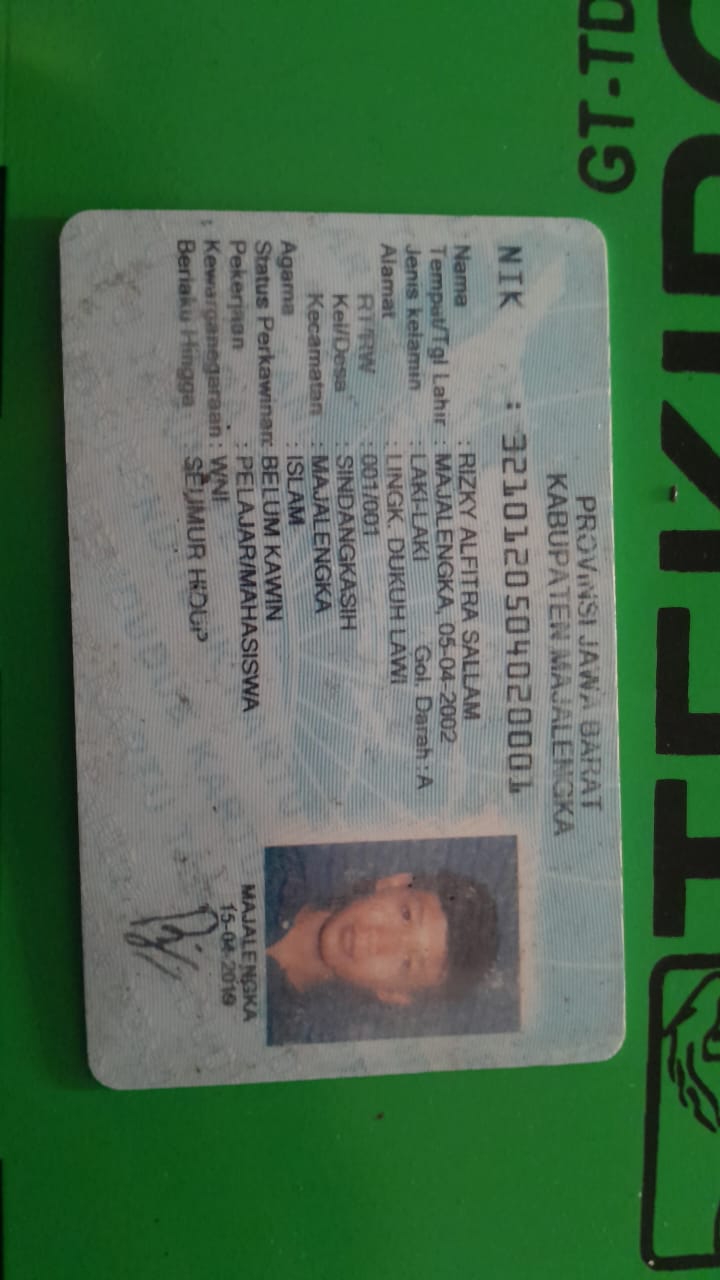 PROVINSI JAWA BARAT
KABUPATEN MAJALENGKA
NIK : 3210120504020001
Nama : RIZKY ALFITRA SALLAM
Tempat/Tgl Lahir : MAJALENGKA, 05-04-2002
Jenis kelamin : LAKI-LAKI Gol. Darah : A
Alamat : LINGK. DUKUH LAWI
RT/RW : 001/001
Kel/Desa : SINDANGKASIH
Kecamatan : MAJALENGKA
Agama : ISLAM
Status Perkawinan: BELUM KAWIN
Pekerjaan : PELAJAR/MAHASISWA
Kewarganegaraan : WNI
Berlaku Hingga : SEUMUR HIDUP
MAJALENGKA
15-04-2019
TEKIRO